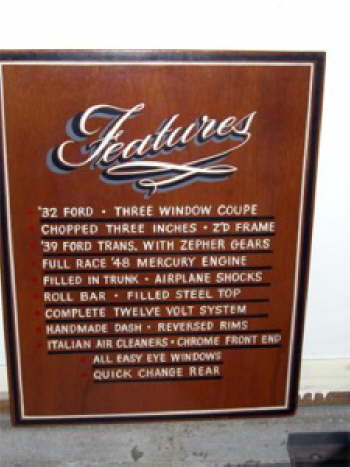 Features
'32 FORD • THREE WINDOW COUPE
CHOPPED THREE INCHES • Z'D FRAME
'39 FORD TRANS. WITH ZEPHER GEARS
FULL RACE '48 MERCURY ENGINE
FILLED IN TRUNK • AIRPLANE SHOCKS
ROLL BAR • FILLED STEEL TOP
COMPLETE TWELVE VOLT SYSTEM
HANDMADE DASH • REVERSED RIMS
ITALIAN AIR CLEANERS • CHROME FRONT END
ALL EASY EYE WINDOWS
QUICK CHANGE REAR